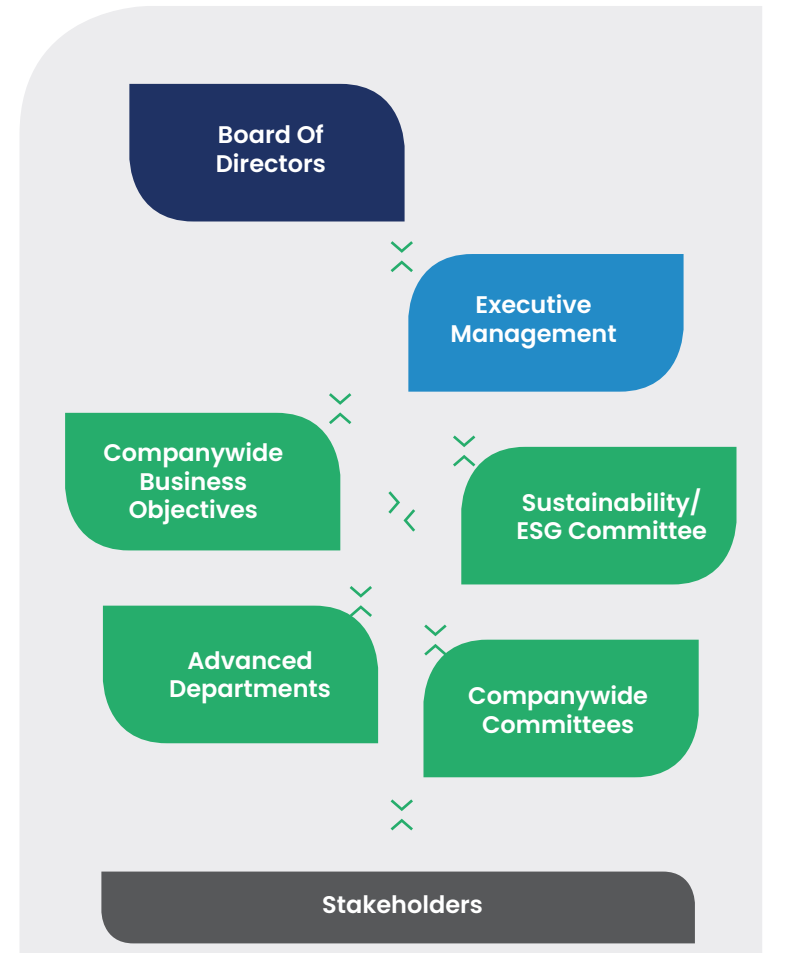 Board Of
Directors
Executive
Management
Companywide
Business
Objectives
Sustainability/
ESG Committee
Advanced
Departments
Companywide
Committees
Stakeholders